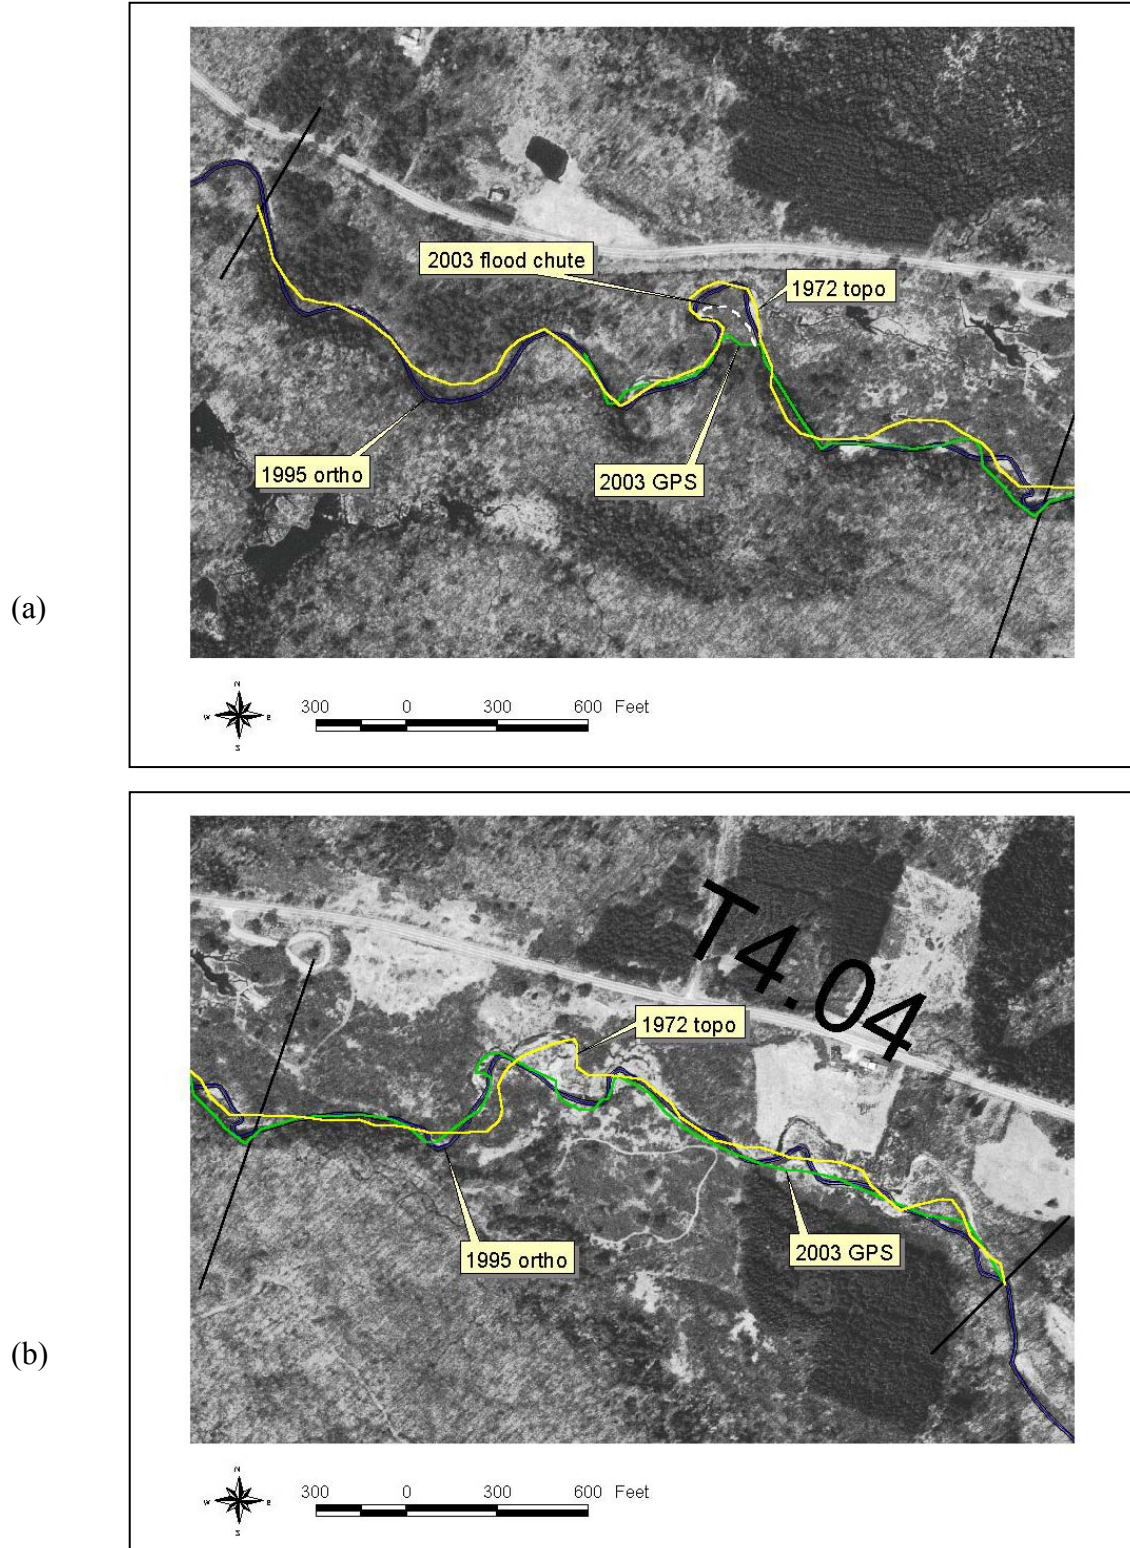 2003 flood chute
1972 topo
1995 ortho
2003 GPS
(a)
N
W E
S
300 0 300 600 Feet
T4.04
1972 topo
1995 ortho
2003 GPS
(b)
N
W E
S
300 0 300 600 Feet